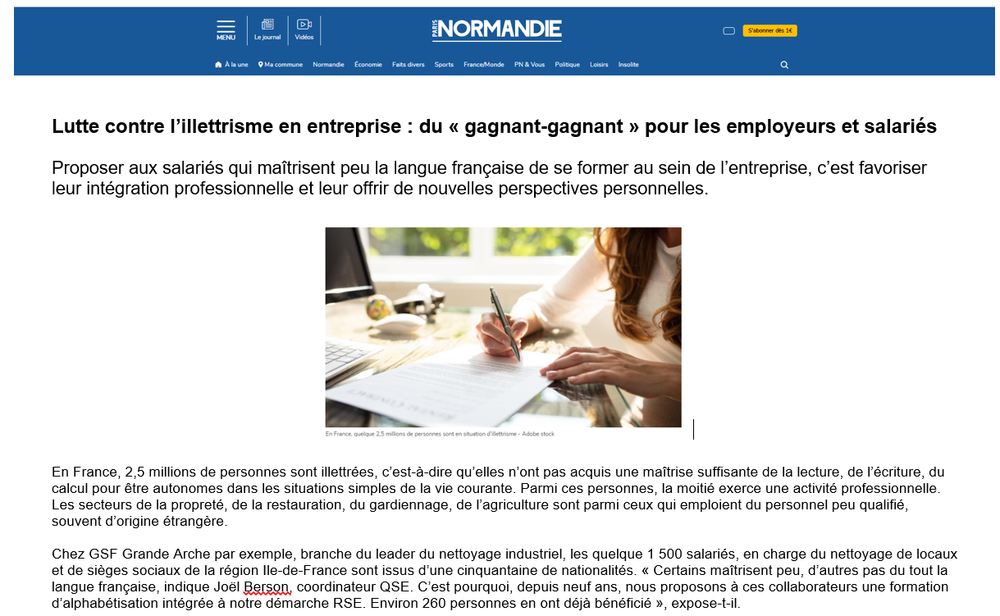 MENU
Le journal
Vidéos
PARIS NORMANDIE
S'abonner dès 1€
À la une Ma commune Normandie Économie Faits divers Sports France/Monde PN & Vous Politique Loisirs Insolite
Lutte contre l’illettrisme en entreprise : du « gagnant-gagnant » pour les employeurs et salariés
Proposer aux salariés qui maîtrisent peu la langue française de se former au sein de l’entreprise, c’est favoriser
leur intégration professionnelle et leur offrir de nouvelles perspectives personnelles.
En France, quelque 2,5 millions de personnes sont en situation d'illettrisme - Adobe stock
En France, 2,5 millions de personnes sont illettrées, c’est-à-dire qu’elles n’ont pas acquis une maîtrise suffisante de la lecture, de l’écriture, du
calcul pour être autonomes dans les situations simples de la vie courante. Parmi ces personnes, la moitié exerce une activité professionnelle.
Les secteurs de la propreté, de la restauration, du gardiennage, de l’agriculture sont parmi ceux qui emploient du personnel peu qualifié,
souvent d’origine étrangère.
Chez GSF Grande Arche par exemple, branche du leader du nettoyage industriel, les quelque 1 500 salariés, en charge du nettoyage de locaux
et de sièges sociaux de la région Ile-de-France sont issus d’une cinquantaine de nationalités. « Certains maîtrisent peu, d’autres pas du tout la
langue française, indique Joël Berson, coordinateur QSE. C’est pourquoi, depuis neuf ans, nous proposons à ces collaborateurs une formation
d’alphabétisation intégrée à notre démarche RSE. Environ 260 personnes en ont déjà bénéficié », expose-t-il.